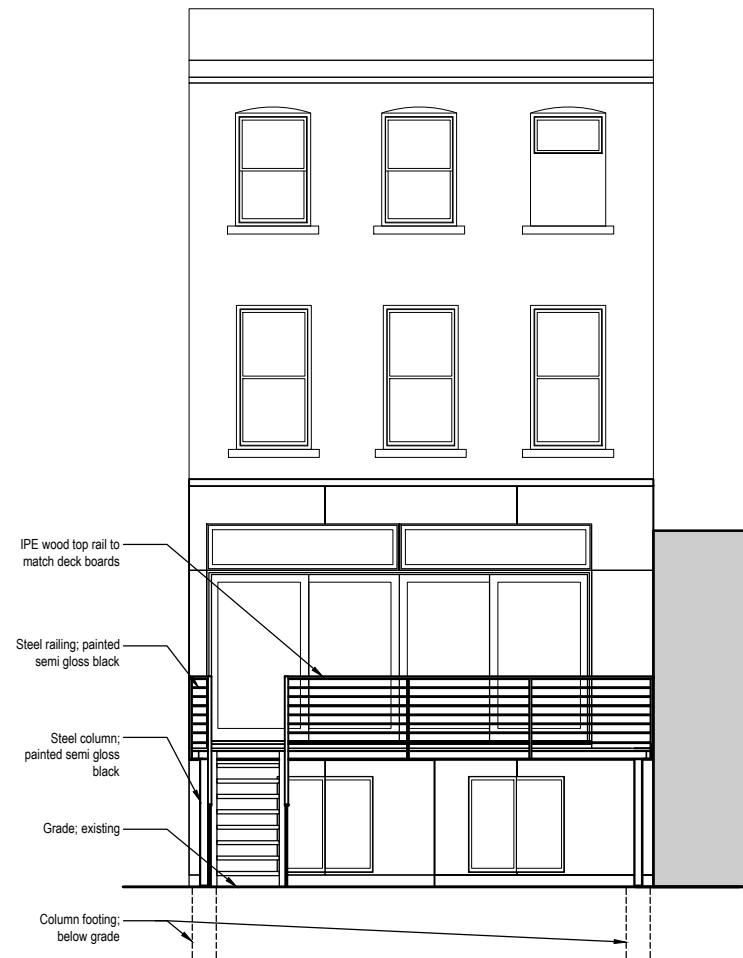 IPE wood top rail to
match deck boards
Steel railing; painted
semi gloss black
Steel column;
painted semi gloss
black
Grade; existing
Column footing;
below grade